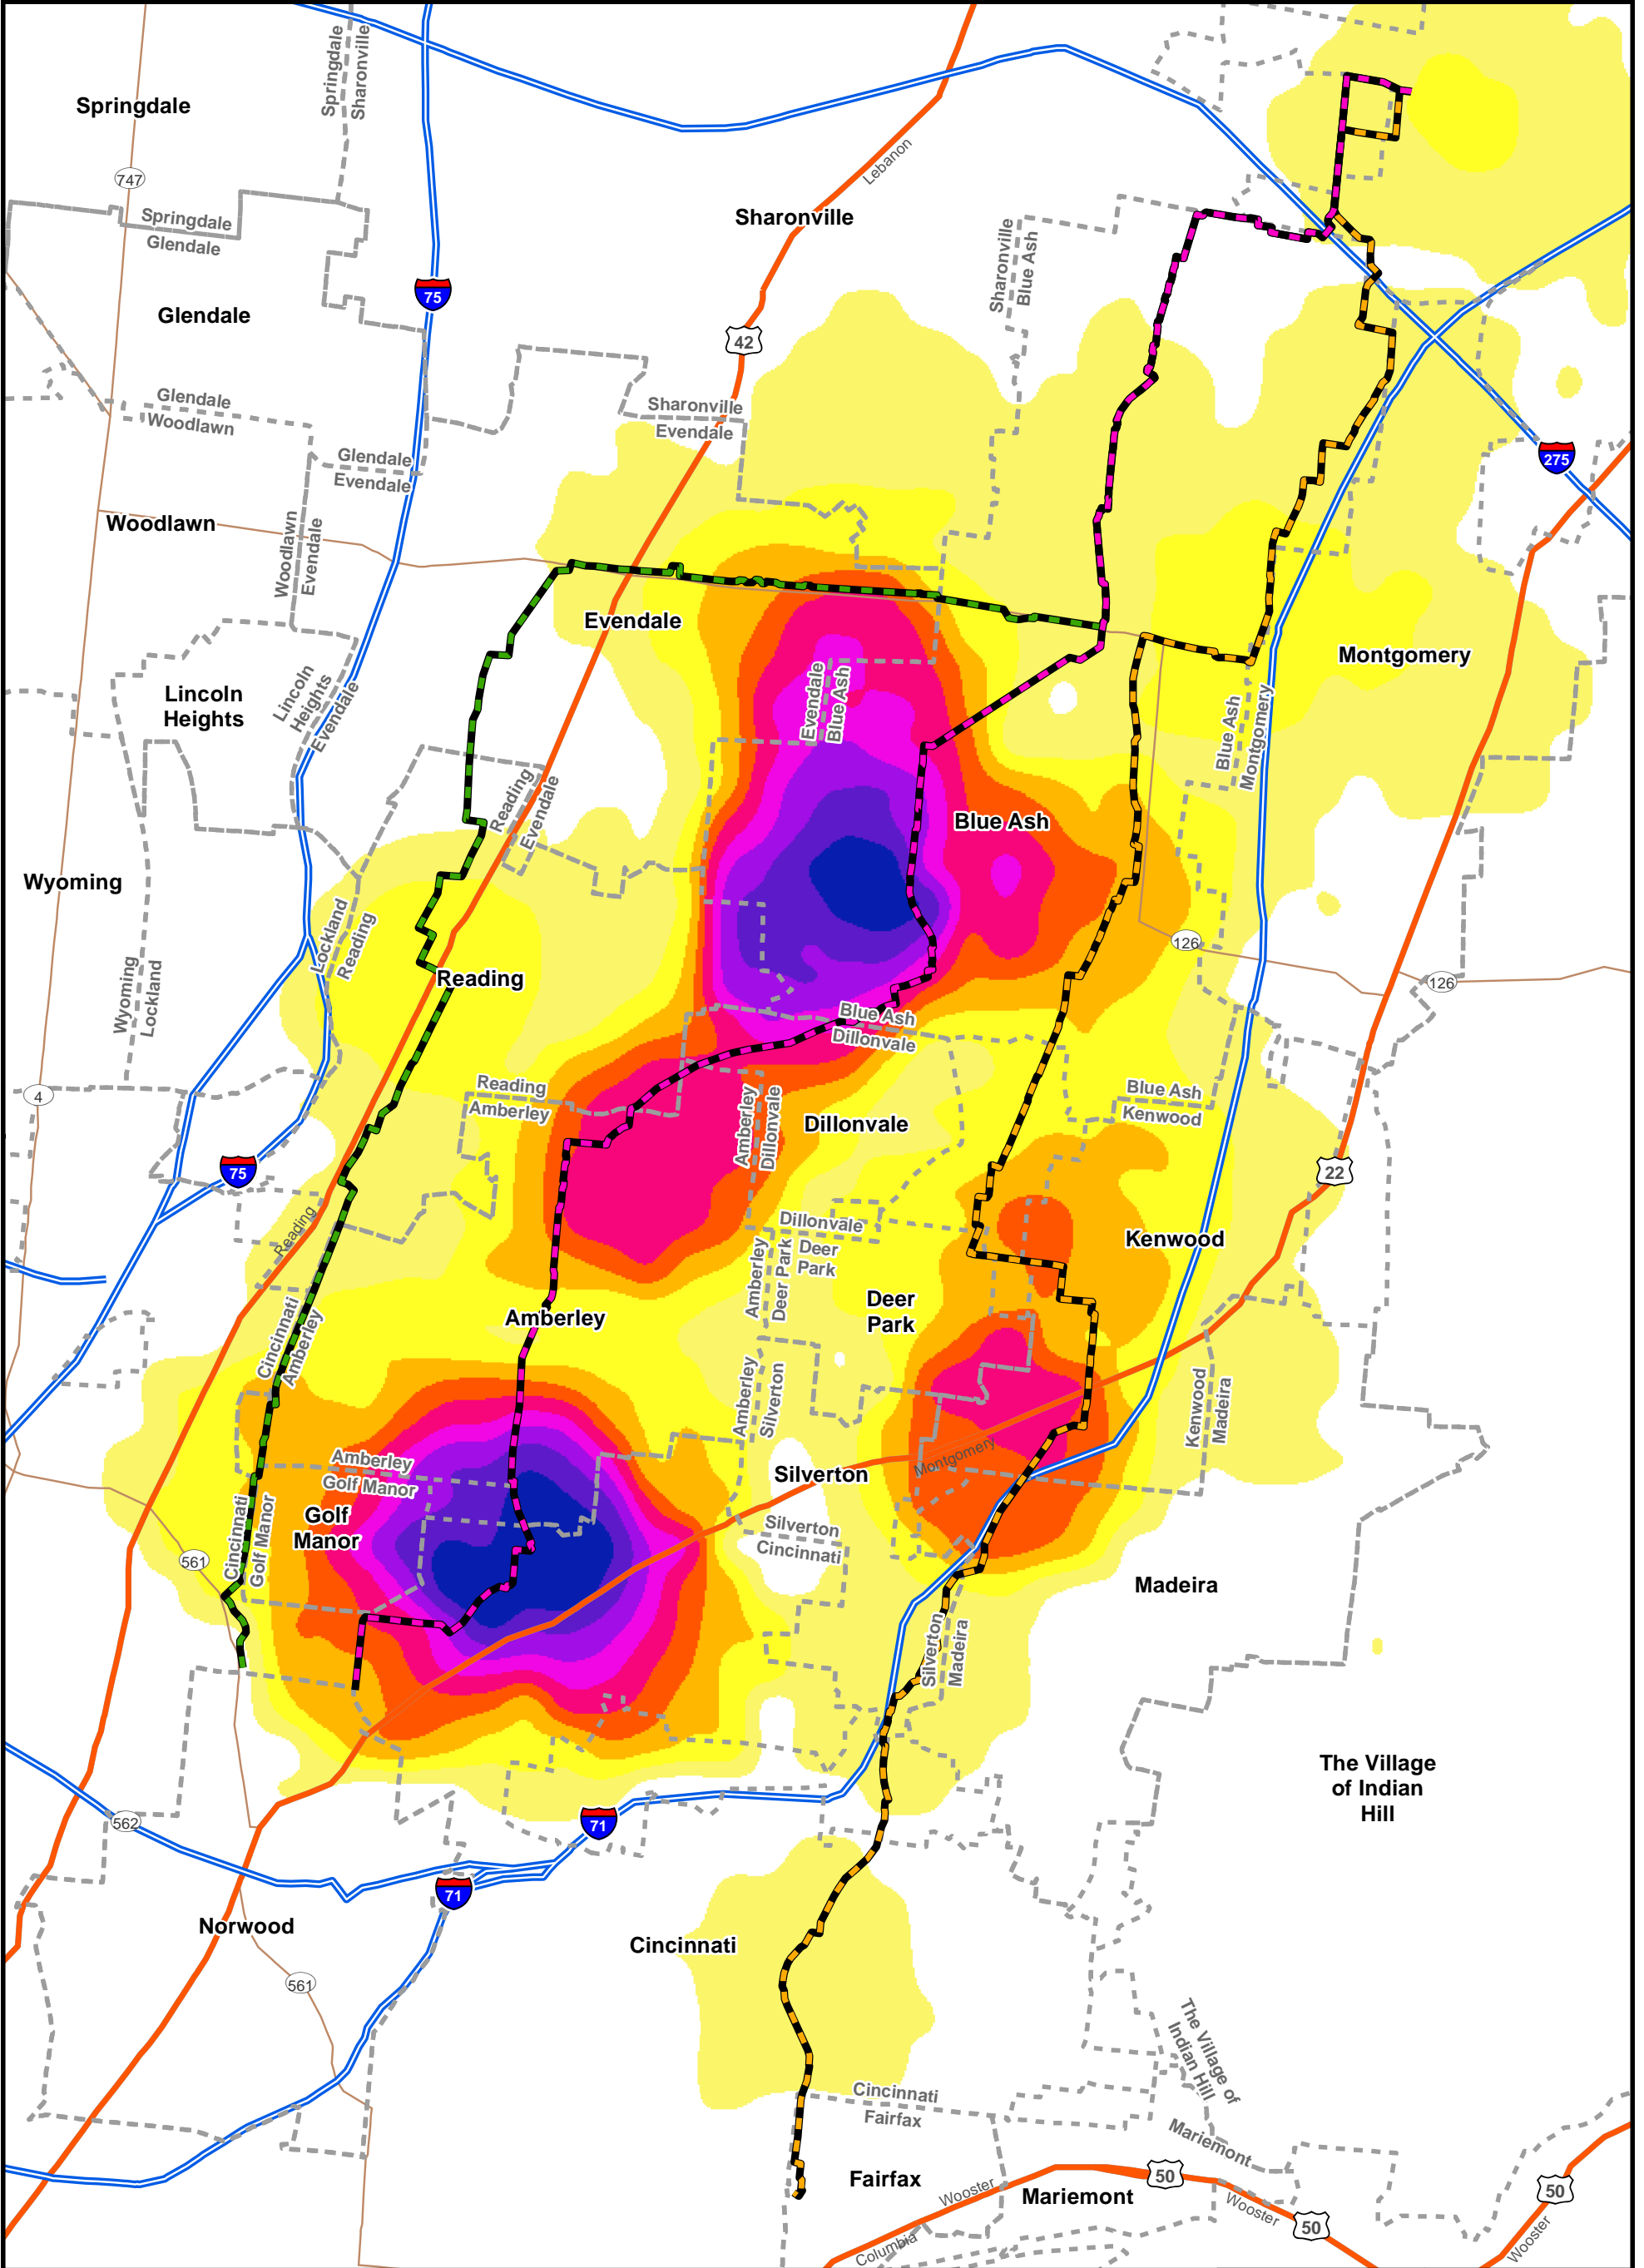 Springdale
Sharonville
Springdale
747
Springdale
Glendale
Lebanon
Sharonville
Sharonville
Blue Ash
75
Glendale
42
Glendale
Woodlawn
Sharonville
Evendale
Glendale
Evendale
275
Woodlawn
Woodlawn
Evendale
Evendale
Montgomery
Lincoln
Heights
Lincoln
Heights
Evendale
Evendale
Blue Ash
Blue Ash
Montgomery
Reading
Evendale
Blue Ash
Wyoming
Lockland
Reading
126
Reading
126
Wyoming
Lockland
Blue Ash
Dillonvale
4
Reading
Amberley
Blue Ash
Kenwood
Amberley
Dillonvale
Dillonvale
75
22
Reading
Dillonvale
Deer
Park
Kenwood
Amberley
Deer Park
Deer
Park
Amberley
Cincinnati
Amberley
Amberley
Silverton
Kenwood
Madeira
Amberley
Golf Manor
Silverton
Montgomery
Golf
Manor
Cincinnati
Golf Manor
Silverton
Cincinnati
561
Madeira
Silverton
Madeira
The Village
of Indian
Hill
562
71
71
Norwood
Cincinnati
561
The Village of
Indian Hill
Cincinnati
Fairfax
Mariemont
Fairfax
50
50
Wooster
Mariemont
Wooster
50
Columbia
Wooster